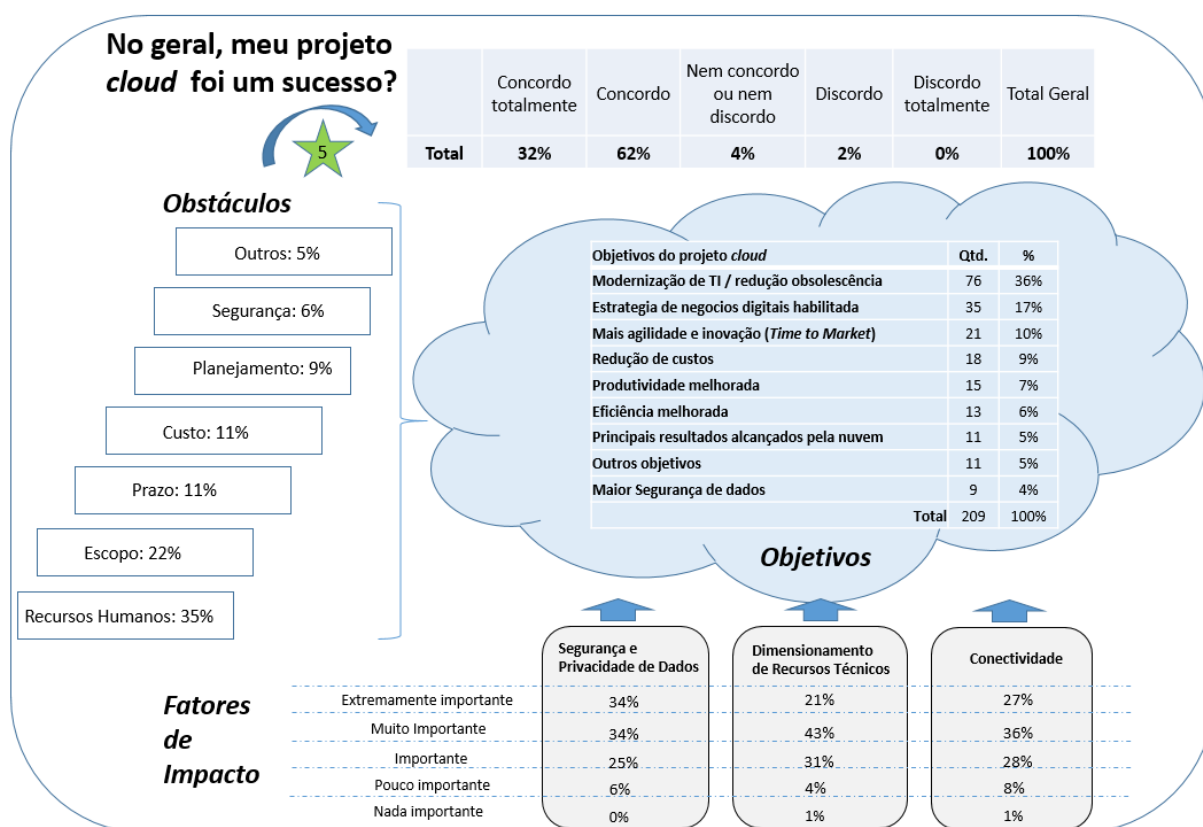 No geral, meu projeto
cloud foi um sucesso?
5
Concordo totalmente Concordo Nem concordo ou nem discordo Discordo Discordo totalmente Total Geral
Total 32% 62% 4% 2% 0% 100%
Obstáculos
Outros: 5%
Segurança: 6%
Planejamento: 9%
Custo: 11%
Prazo: 11%
Escopo: 22%
Recursos Humanos: 35%
Objetivos do projeto cloud Qtd. %
Modernização de TI / redução obsolescência 76 36%
Estrategia de negocios digitais habilitada 35 17%
Mais agilidade e inovação (Time to Market) 21 10%
Redução de custos 18 9%
Produtividade melhorada 15 7%
Eficiência melhorada 13 6%
Principais resultados alcançados pela nuvem 11 5%
Outros objetivos 11 5%
Maior Segurança de dados 9 4%
Total 209 100%
Objetivos
Segurança e Privacidade de Dados Dimensionamento de Recursos Técnicos Conectividade
Fatores
de
Impacto
Extremamente importante 34% 21% 27%
Muito Importante 34% 43% 36%
Importante 25% 31% 28%
Pouco importante 6% 4% 8%
Nada importante 0% 1% 1%